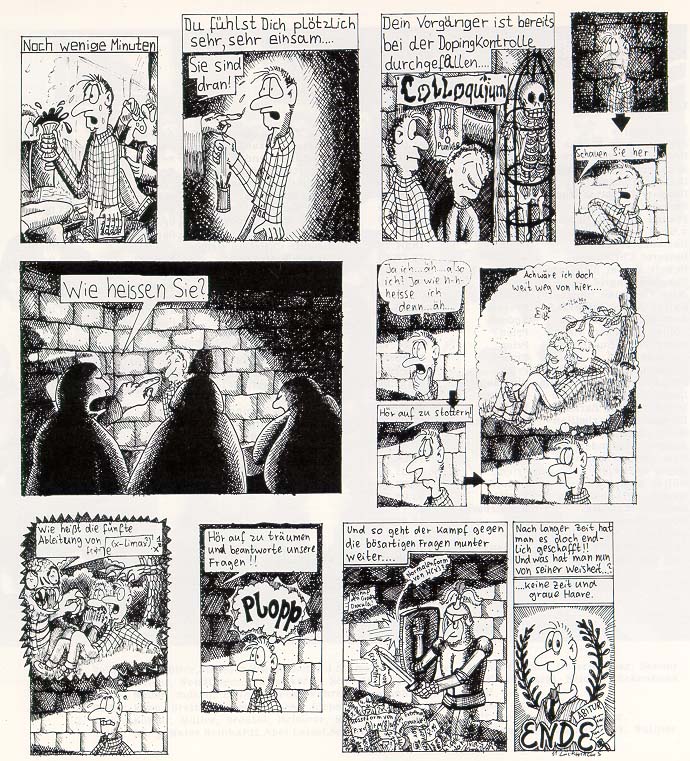 Noch wenige Minuten
Du fühlst Dich plötzlich
sehr, sehr einsam....
Sie sind
dran!
Dein Vorgänger ist bereits
bei der Dopingkontrolle
durchgefallen....
Colloquium
Schauen Sie her!
Wie heissen Sie?
Ja ich...äh...also
ich? Ja wie h-h-
heisse ich
denn...äh
Hör auf zu stottern!
Achwäre ich doch
weit weg von hier....
Wie heißt die fünfte
Ableitung von
Hör auf zu träumen
und beantworte unsere
Fragen!!
PLOPP
Und so geht der Kampf gegen
die bösartigen Fragen munter
weiter....
Normalenform
Nach langer Zeit, hat
man es doch end-
lich geschafft!!
Und was hat man nun
von seiner Weisheit..?
...keine Zeit und
graue Haare.
ABITUR
ENDE